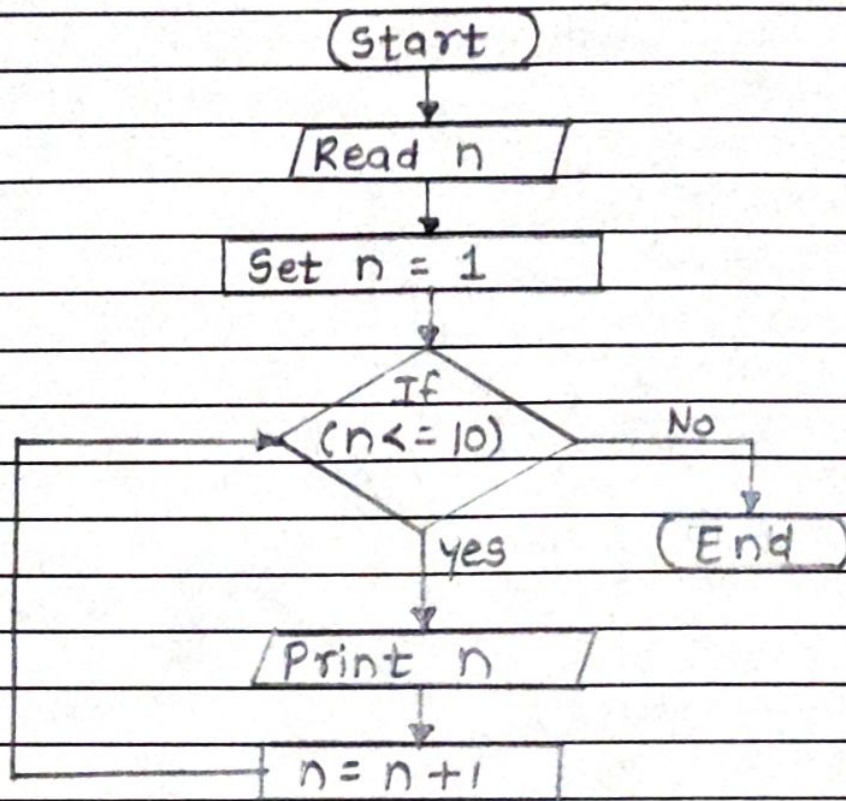 Start
Read n
Set n = 1
If
(n<=10)
No
End
yes
Print n
n=n+1